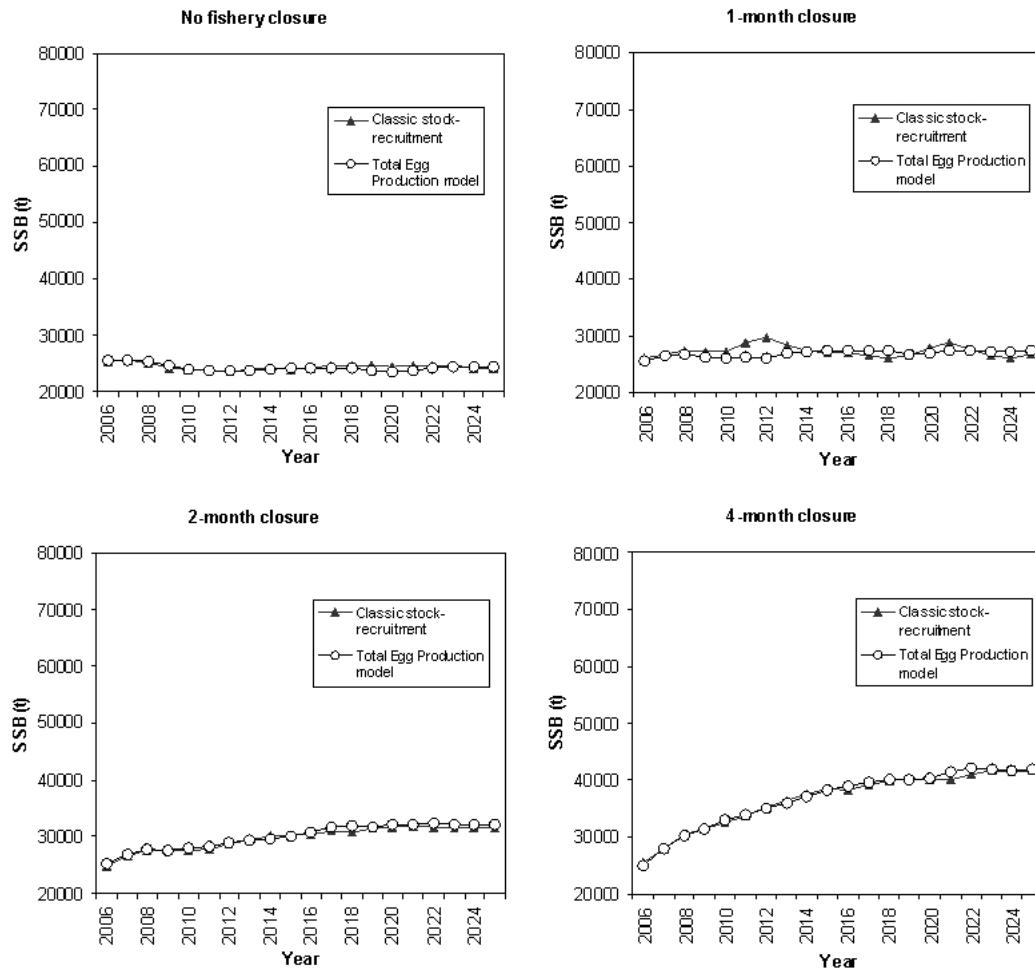 No fishery closure
80000
70000
60000
50000
40000
30000
20000
SSB (t)
Classic stock-
recruitment
Total Egg
Production model
2006
2008
2010
2012
2014
2016
2018
2020
2022
2024
Year
1-month closure
80000
70000
60000
50000
40000
30000
20000
SSB (t)
Classic stock-
recruitment
Total Egg Production
model
2006
2008
2010
2012
2014
2016
2018
2020
2022
2024
Year
2-month closure
80000
70000
60000
50000
40000
30000
20000
SSB (t)
Classic stock-
recruitment
Total Egg Production
model
2006
2008
2010
2012
2014
2016
2018
2020
2022
2024
Year
4-month closure
80000
70000
60000
50000
40000
30000
20000
SSB (t)
Classic stock-
recruitment
Total Egg Production
model
2006
2008
2010
2012
2014
2016
2018
2020
2022
2024
Year